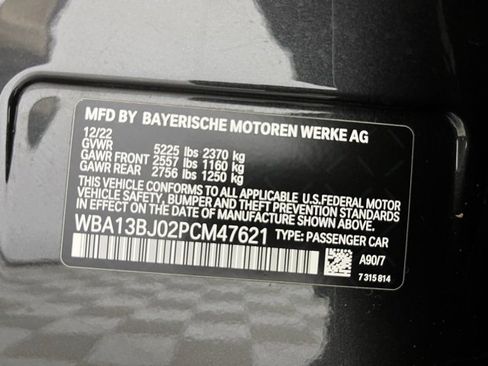 MFD BY BAYERISCHE MOTOREN WERKE AG
12/22
GVWR 5225 lbs 2370 kg
GAWR FRONT 2557 lbs 1160 kg
GAWR REAR 2756 lbs 1250 kg
THIS VEHICLE CONFORMS TO ALL APPLICABLE U.S.FEDERAL MOTOR
VEHICLE SAFETY, BUMPER AND THEFT PREVENTION STANDARDS
IN EFFECT ON THE DATE OF MANUFACTURE SHOWN ABOVE.
WBA13BJ02PCM47621 TYPE: PASSENGER CAR
A90/7
7 315 814